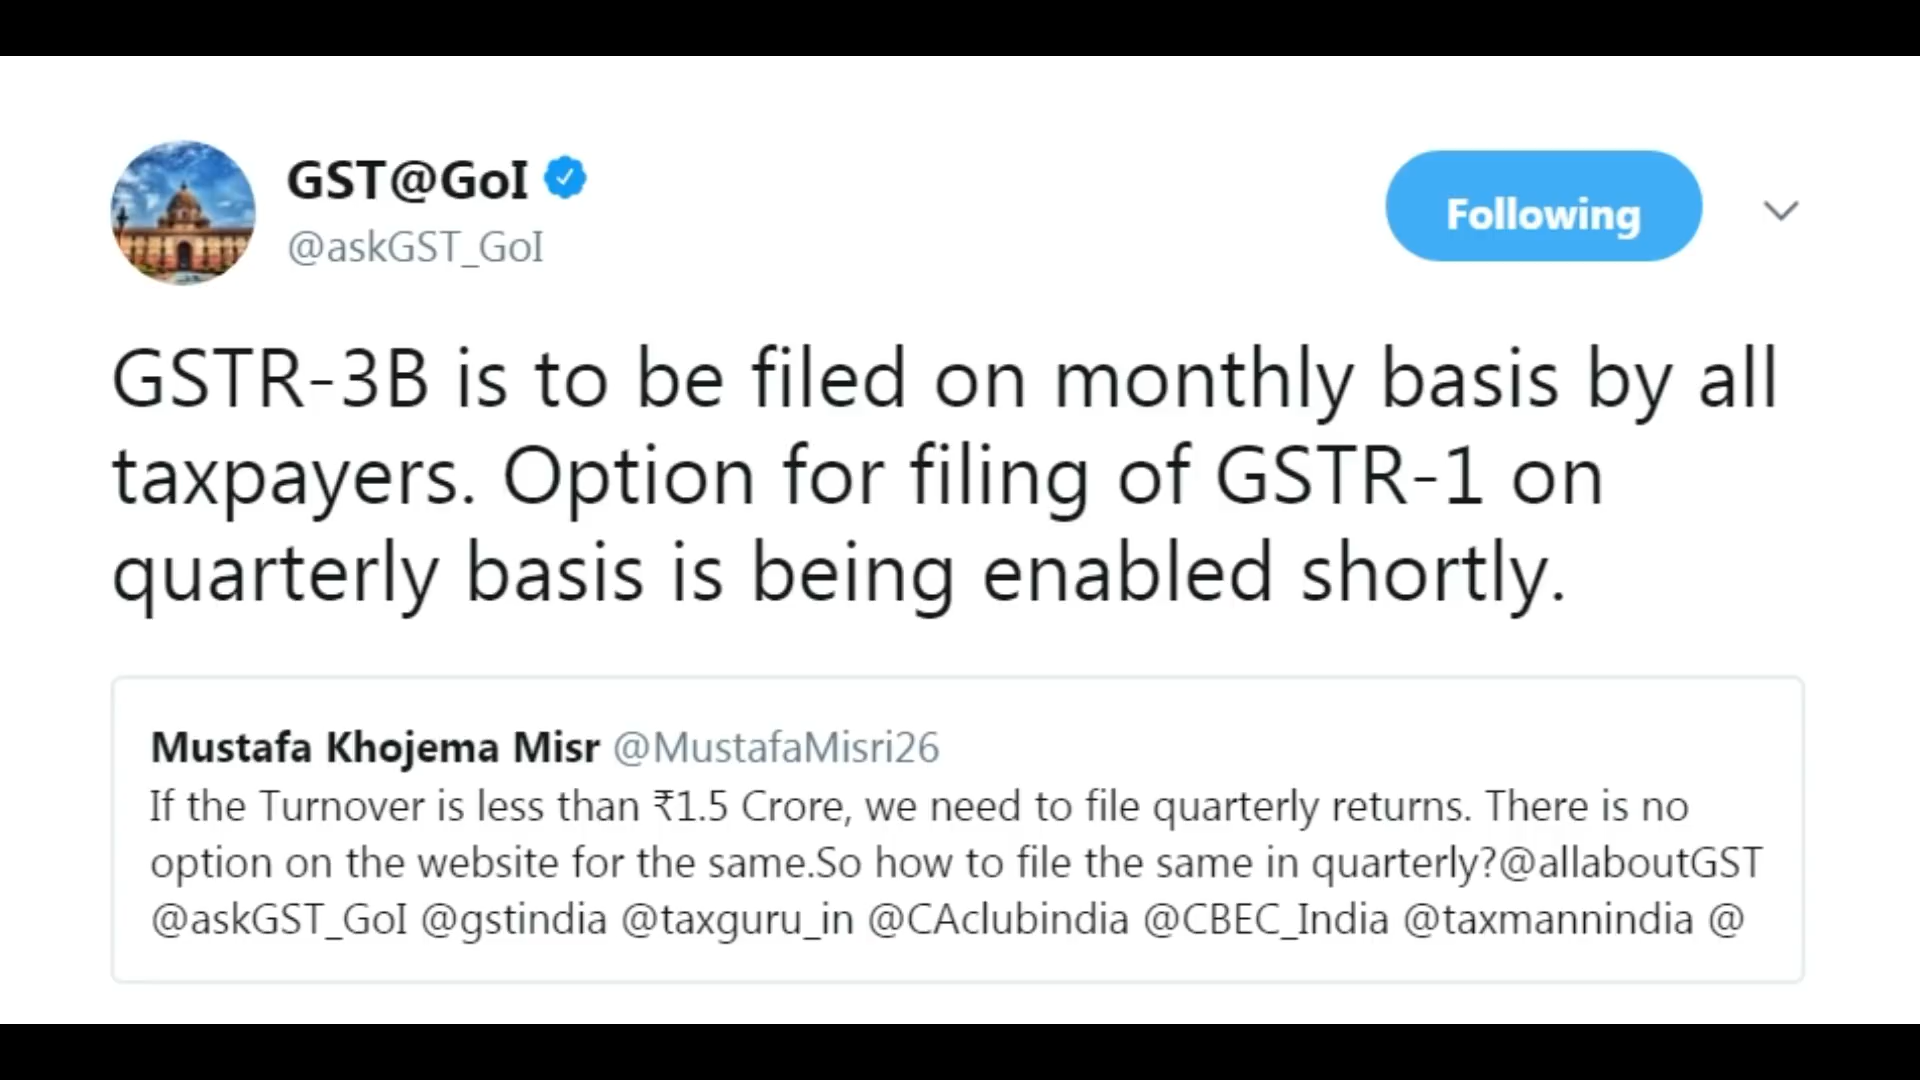 GST@GoI
@askGST_GoI
Following
GSTR-3B is to be filed on monthly basis by all
taxpayers. Option for filing of GSTR-1 on
quarterly basis is being enabled shortly.
Mustafa Khojema Misr @MustafaMisri26
If the Turnover is less than ₹1.5 Crore, we need to file quarterly returns. There is no
option on the website for the same.So how to file the same in quarterly?@allaboutGST
@askGST_GoI @gstindia @taxguru_in @CAclubindia @CBEC_India @taxmannindia @